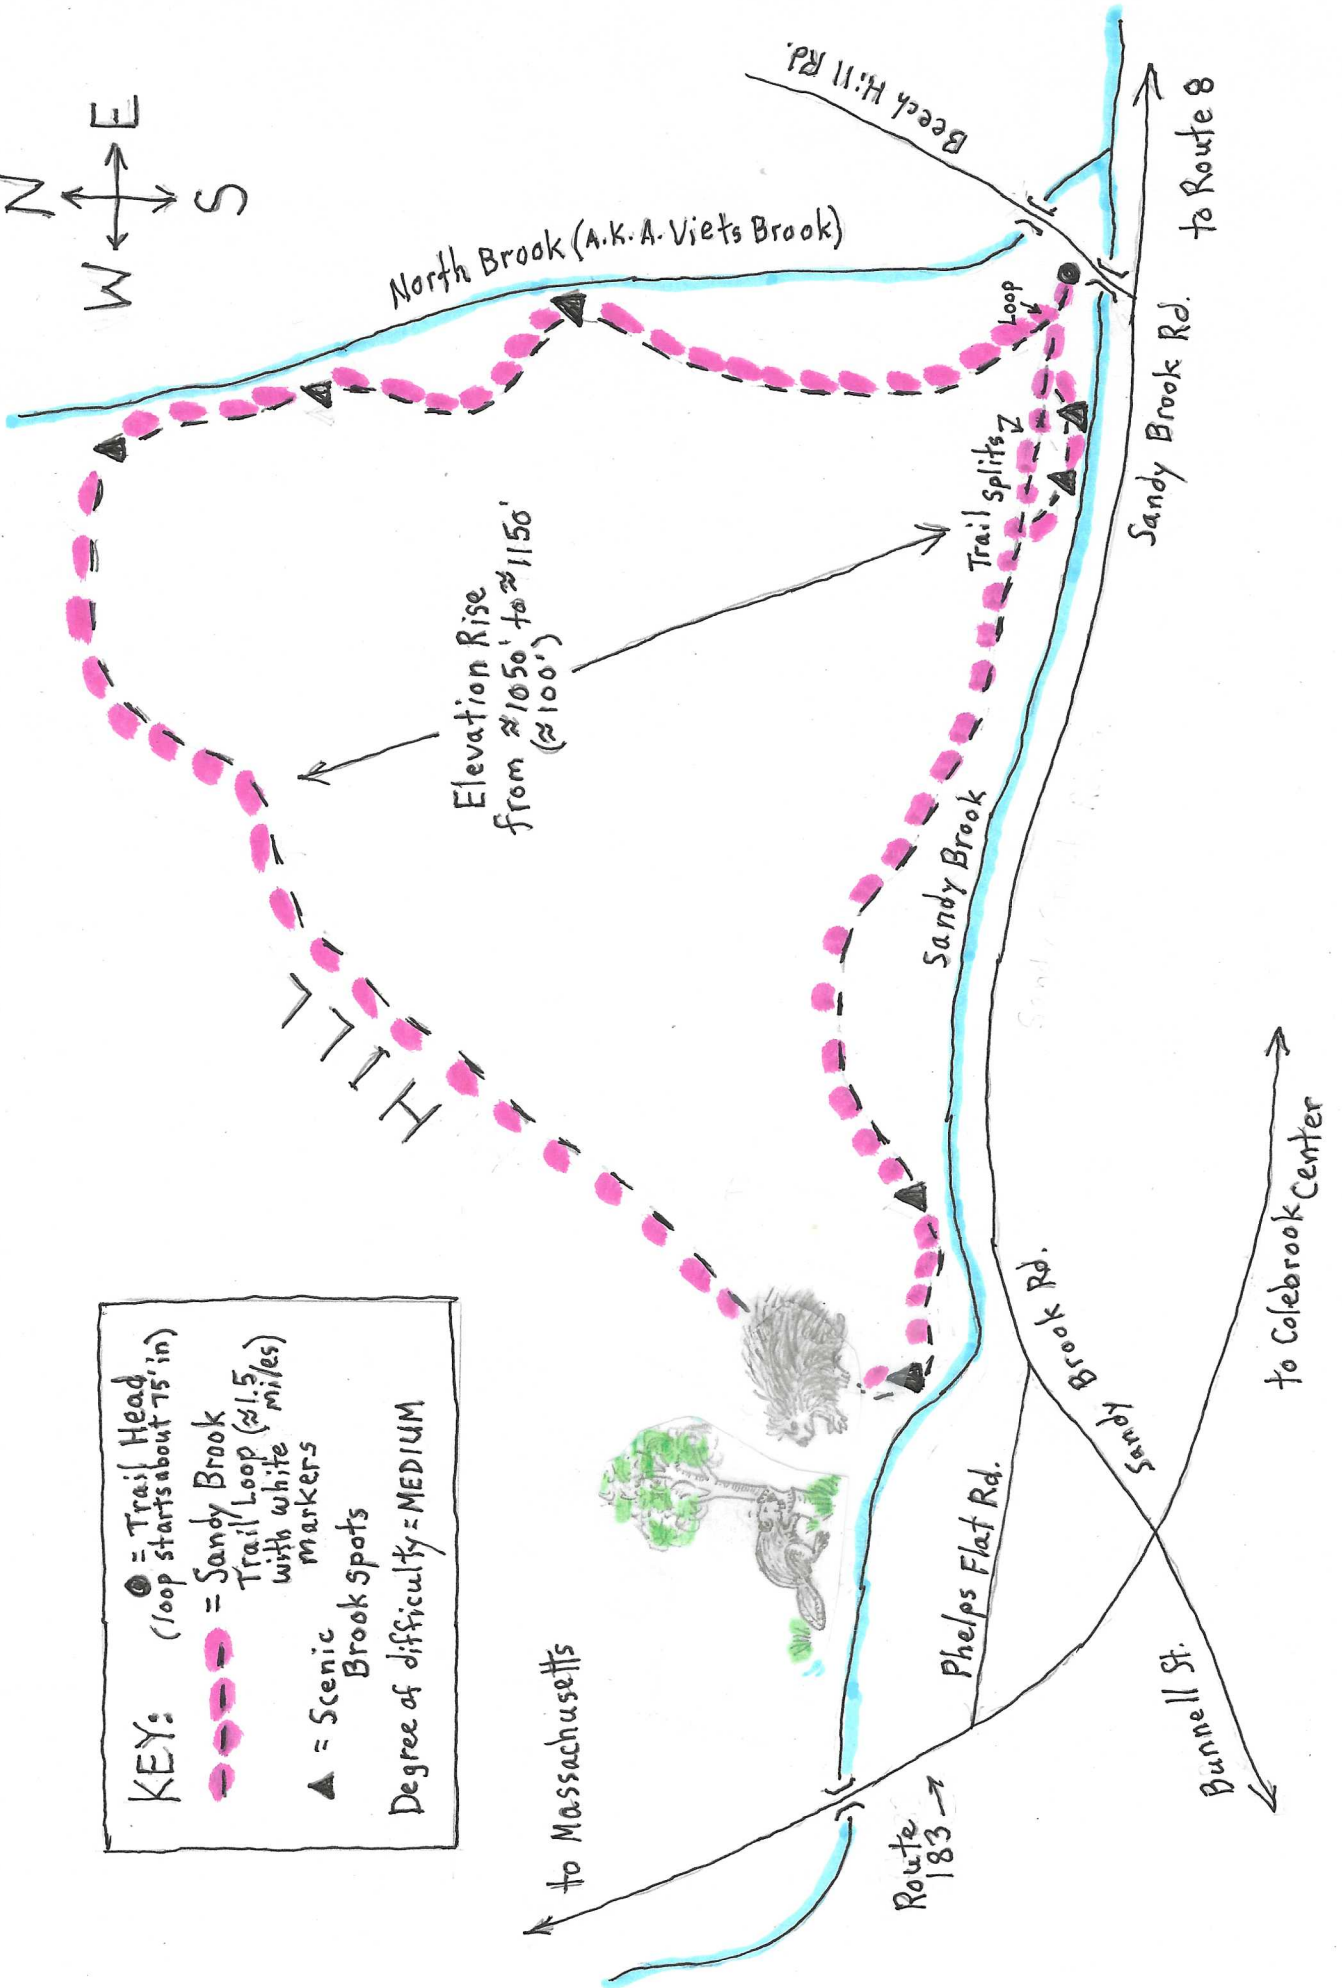 N
W
E
S
KEY:
= Trail Head
(loop starts about 75' in)
= Sandy Brook
Trail Loop (≈1.5
miles)
with white
markers
= Scenic
Brook spots
Degree of difficulty = MEDIUM
HILL
North Brook (A.K.A. Viets Brook)
Beech Hill Rd.
Elevation Rise
from ≈1050' to ≈1150'
(≈100')
Loop
Trail
splits
Sandy Brook
Sandy Brook Rd.
to Route 8
to Massachusetts
Route
183
Phelps Flat Rd.
Sandy Brook Rd.
Bunnell St.
to Colebrook Center